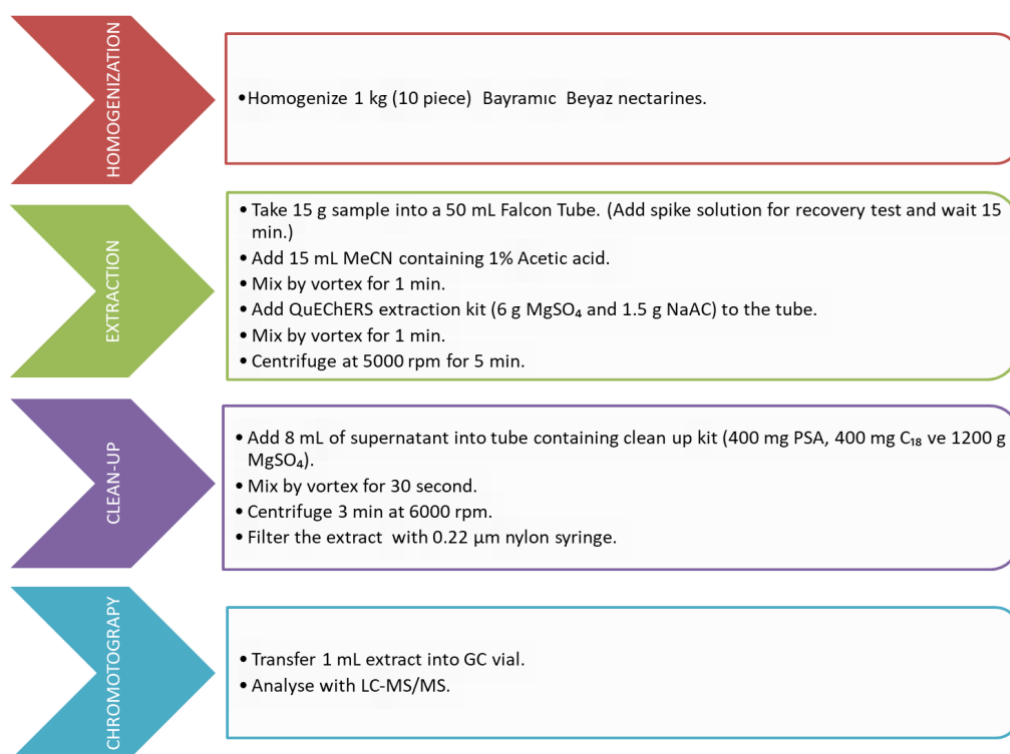 HOMOGENIZATION
•Homogenize 1 kg (10 piece) Bayramıc Beyaz nectarines.
EXTRACTION
• Take 15 g sample into a 50 mL Falcon Tube. (Add spike solution for recovery test and wait 15
min.)
• Add 15 mL MeCN containing 1% Acetic acid.
• Mix by vortex for 1 min.
• Add QuEChERS extraction kit (6 g MgSO₄ and 1.5 g NaAC) to the tube.
• Mix by vortex for 1 min.
• Centrifuge at 5000 rpm for 5 min.
CLEAN-UP
• Add 8 mL of supernatant into tube containing clean up kit (400 mg PSA, 400 mg C₁₈ ve 1200 g
MgSO₄).
• Mix by vortex for 30 second.
• Centrifuge 3 min at 6000 rpm.
• Filter the extract with 0.22 µm nylon syringe.
CHROMOTOGRAPY
• Transfer 1 mL extract into GC vial.
• Analyse with LC-MS/MS.